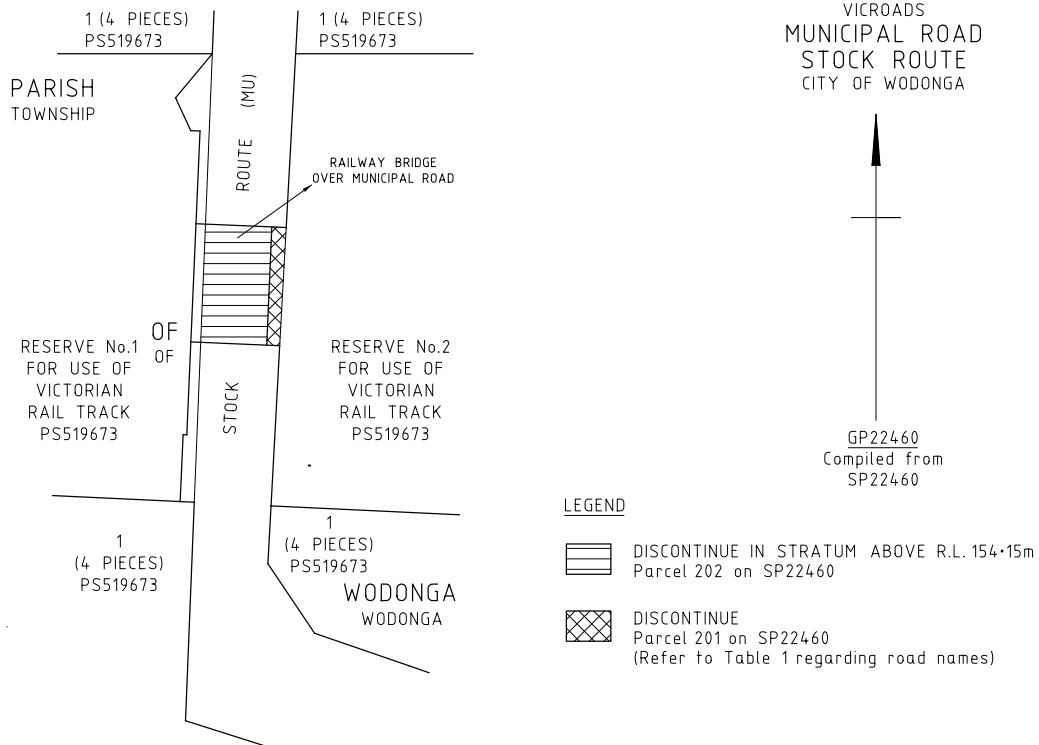 1 (4 PIECES)
PS519673
1 (4 PIECES)
PS519673
PARISH
TOWNSHIP
ROUTE (MU)
RAILWAY BRIDGE
OVER MUNICIPAL ROAD
OF
OF
RESERVE No.1
FOR USE OF
VICTORIAN
RAIL TRACK
PS519673
RESERVE No.2
FOR USE OF
VICTORIAN
RAIL TRACK
PS519673
STOCK
1
(4 PIECES)
PS519673
1
(4 PIECES)
PS519673
WODONGA
WODONGA
VICROADS
MUNICIPAL ROAD
STOCK ROUTE
CITY OF WODONGA
GP22460
Compiled from
SP22460
LEGEND
DISCONTINUE IN STRATUM ABOVE R.L. 154·15m
Parcel 202 on SP22460
DISCONTINUE
Parcel 201 on SP22460
(Refer to Table 1 regarding road names)